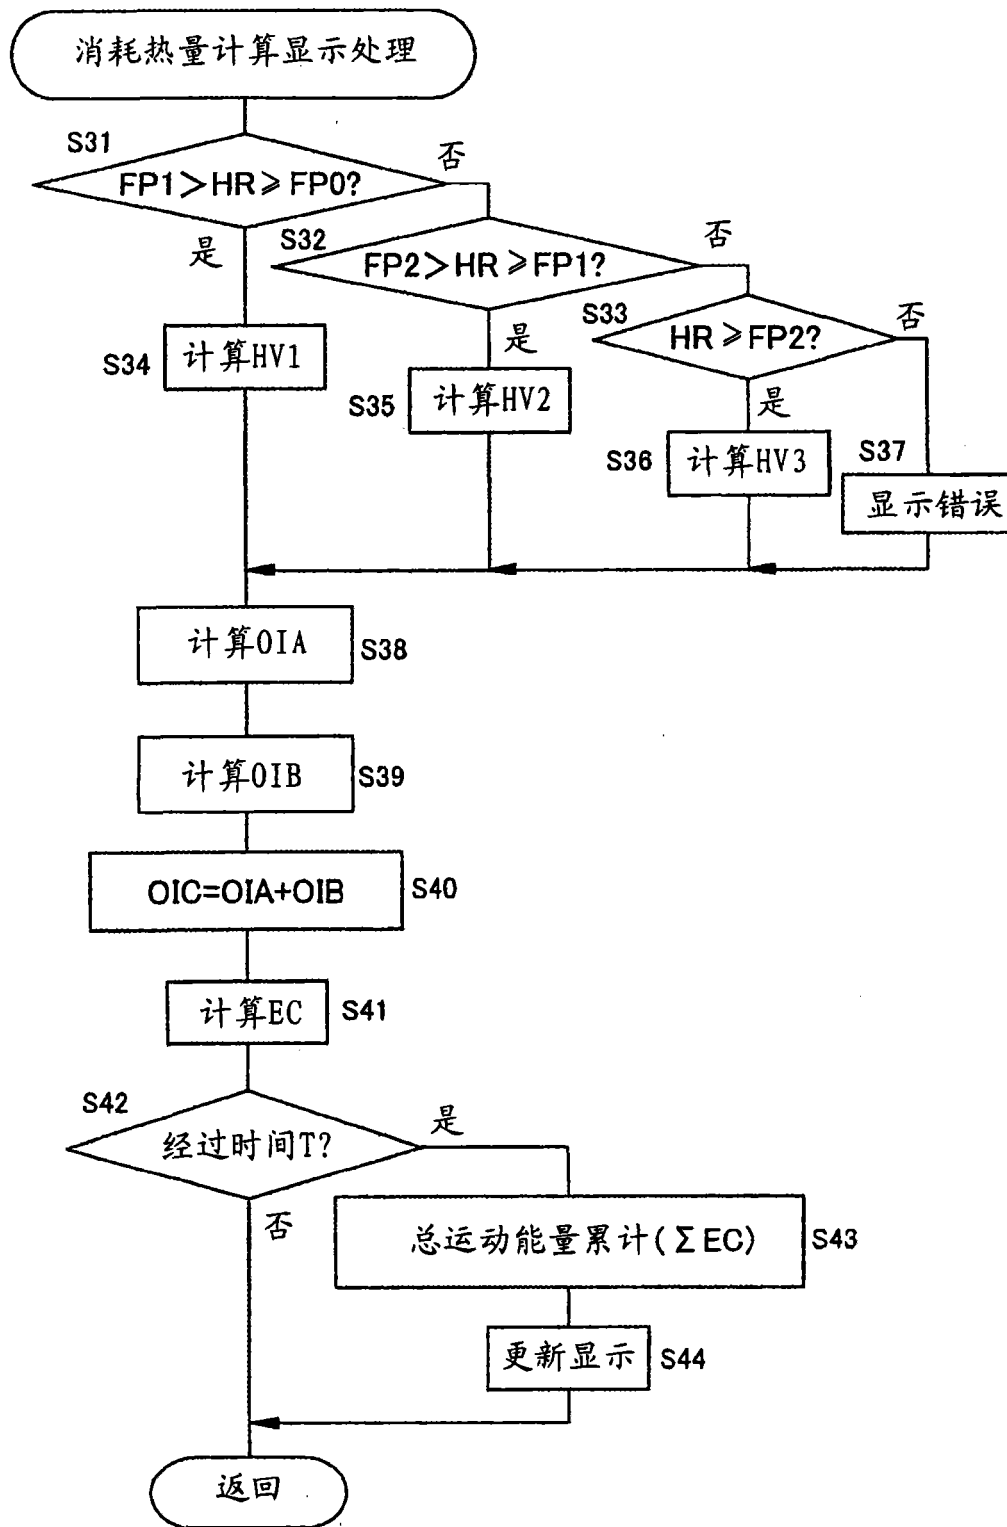 消耗热量计算显示处理
S31
FP1>HR≥FP0?
否
是
S32
FP2>HR≥FP1?
否
是
S33
HR≥FP2?
否
是
S34
计算HV1
S35
计算HV2
S36
计算HV3
S37
显示错误
计算OIA
S38
计算OIB
S39
OIC=OIA+OIB
S40
计算EC
S41
S42
经过时间T?
是
否
总运动能量累计(ΣEC)
S43
更新显示
S44
返回